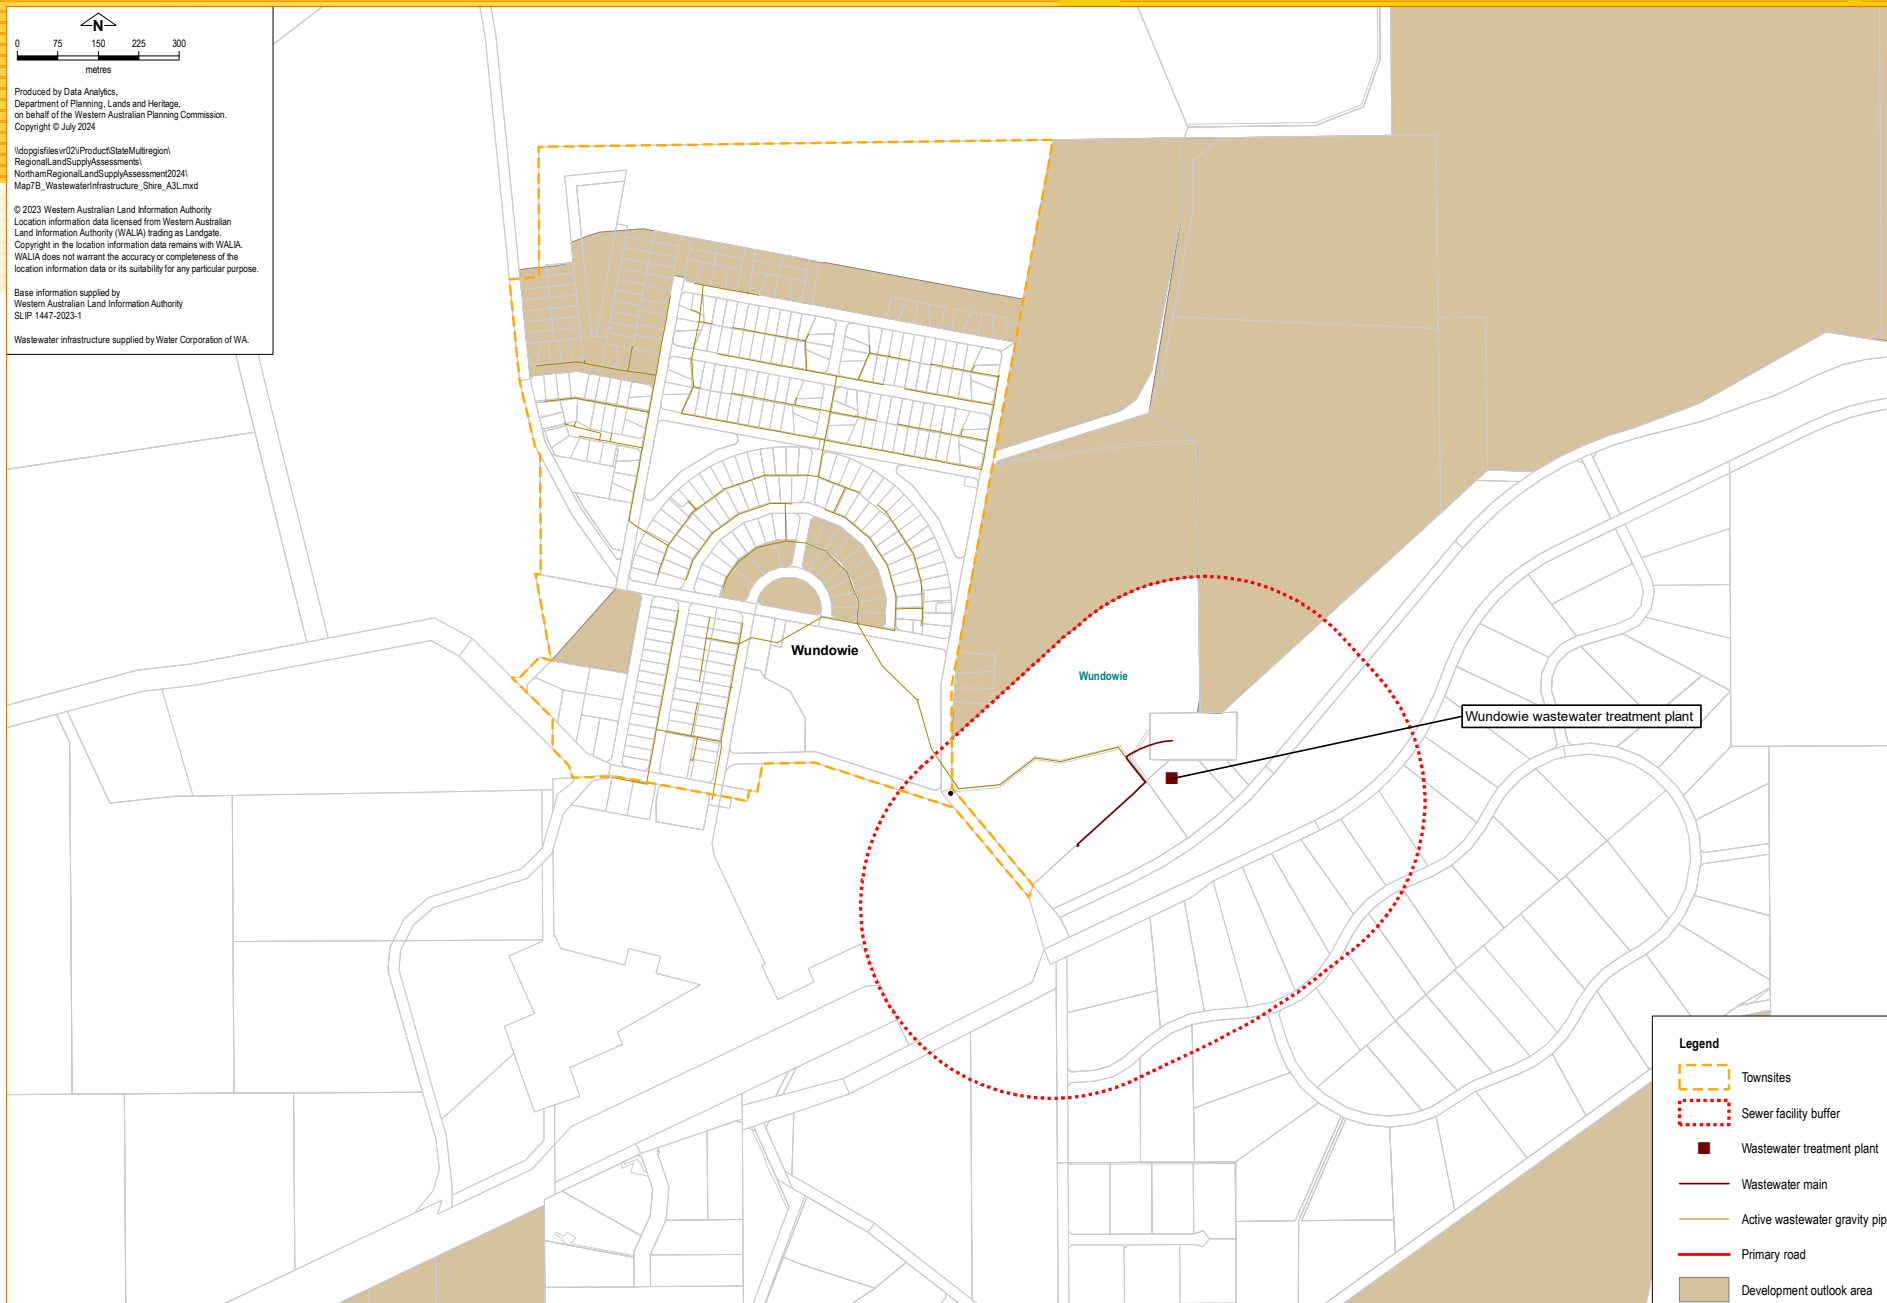 N
0 75 150 225 300
metres
Produced by Data Analytics,
Department of Planning, Lands and Heritage,
on behalf of the Western Australian Planning Commission.
Copyright © July 2024
\\dopgisfilesvr02\iProduct\StateMultiregion\
RegionalLandSupplyAssessments\
NorthamRegionalLandSupplyAssessment2024\
Map7B_WastewaterInfrastructure_Shire_A3L.mxd
© 2023 Western Australian Land Information Authority
Location information data licensed from Western Australian
Land Information Authority (WALIA) trading as Landgate.
Copyright in the location information data remains with WALIA.
WALIA does not warrant the accuracy or completeness of the
location information data or its suitability for any particular purpose.
Base information supplied by
Western Australian Land Information Authority
SLIP 1447-2023-1
Wastewater infrastructure supplied by Water Corporation of WA.
Wundowie
Wundowie
Wundowie wastewater treatment plant
Legend
Townsites
Sewer facility buffer
Wastewater treatment plant
Wastewater main
Active wastewater gravity pip
Primary road
Development outlook area